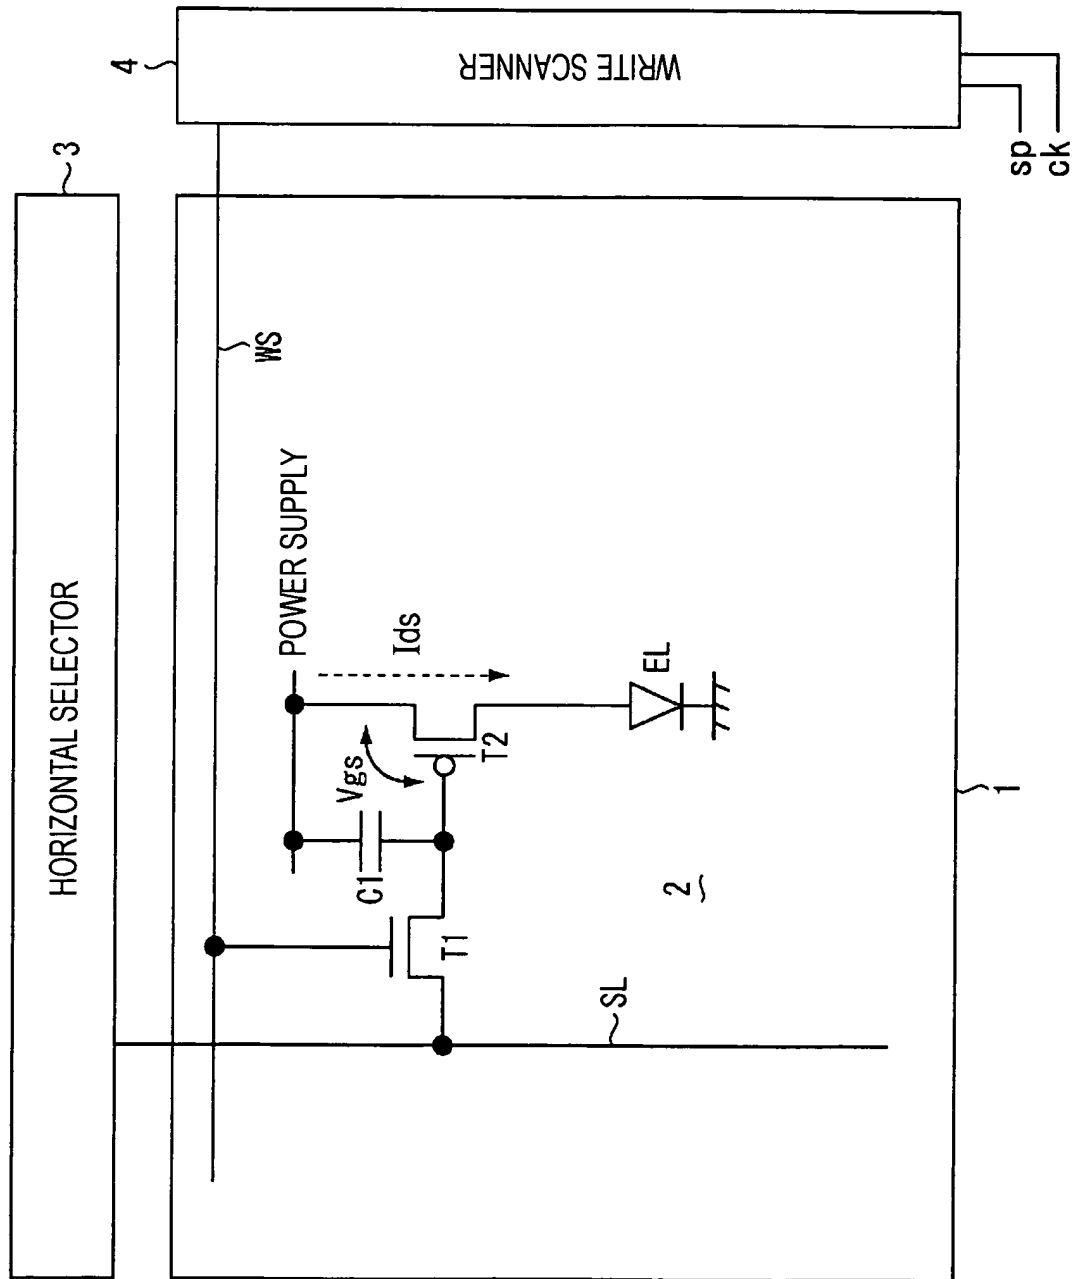 HORIZONTAL SELECTOR
3
4
WRITE SCANNER
sp
ck
WS
POWER SUPPLY
Ids
Vgs
C1
T1
T2
EL
2
SL
1